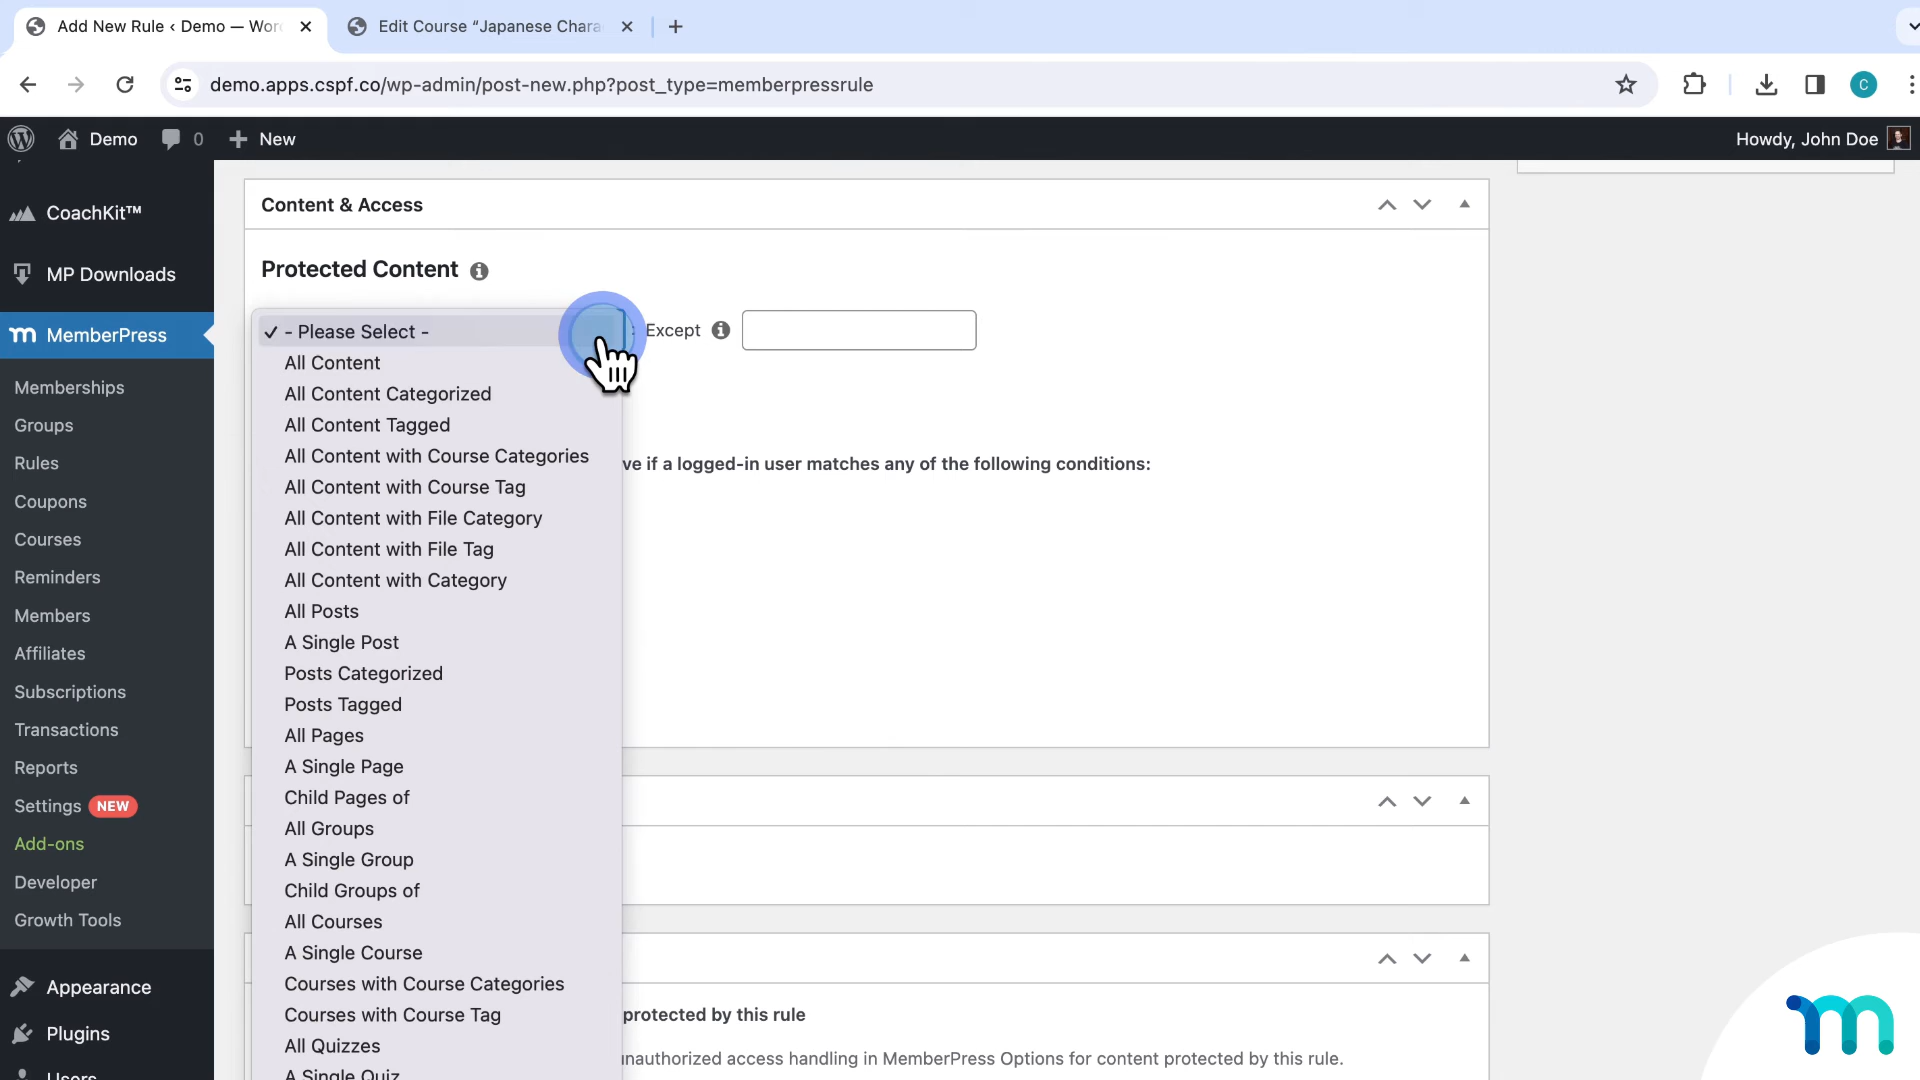 Add New Rule ‹ Demo — Wor
Edit Course “Japanese Chara
demo.apps.cspf.co/wp-admin/post-new.php?post_type=memberpressrule
C
Demo
0
New
Howdy, John Doe
CoachKit™
MP Downloads
MemberPress
Memberships
Groups
Rules
Coupons
Courses
Reminders
Members
Affiliates
Subscriptions
Transactions
Reports
Settings NEW
Add-ons
Developer
Growth Tools
Appearance
Plugins
Users
Content & Access
Protected Content
- Please Select -
: Except
All Content
All Content Categorized
All Content Tagged
All Content with Course Categories
All Content with Course Tag
All Content with File Category
All Content with File Tag
All Content with Category
All Posts
A Single Post
Posts Categorized
Posts Tagged
All Pages
A Single Page
Child Pages of
All Groups
A Single Group
Child Groups of
All Courses
A Single Course
Courses with Course Categories
Courses with Course Tag
All Quizzes
A Single Quiz
ve if a logged-in user matches any of the following conditions:
protected by this rule
unauthorized access handling in MemberPress Options for content protected by this rule.
m